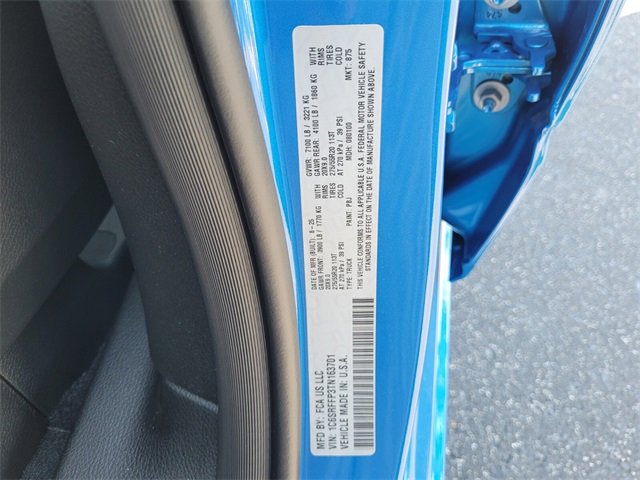 MFD BY: FCA US LLC
VIN: 1C6SRFFP3TN163701
VEHICLE MADE IN: U.S.A.
DATE OF MFR (BUILT): 8-25 GVWR: 7100 LB / 3221 KG
GAWR FRONT: 3900 LB / 1770 KG GAWR REAR: 4100 LB / 1860 KG WITH
20X9.0 20X9.0 RIMS
275/55R20 113T 275/55R20 113T TIRES
AT 270 kPa / 39 PSI AT 270 kPa / 39 PSI COLD
TYPE: TRUCK PAINT: PBJ MDH: 080100 MKT: 875
THIS VEHICLE CONFORMS TO ALL APPLICABLE U.S.A. FEDERAL MOTOR VEHICLE SAFETY
STANDARDS IN EFFECT ON THE DATE OF MANUFACTURE SHOWN ABOVE.
474